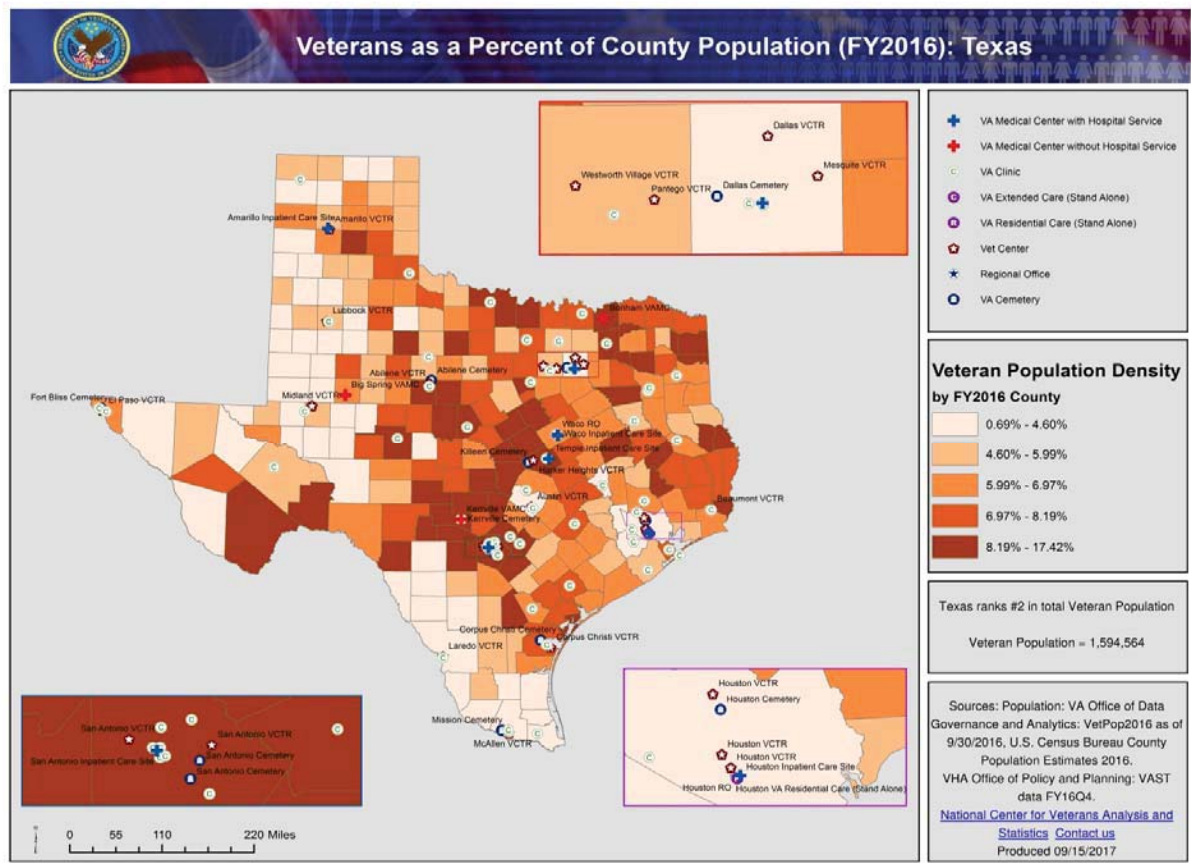 Veterans as a Percent of County Population (FY2016): Texas
Dallas VCTR
Mesquite VCTR
Westworth Village VCTR
Pantego VCTR
Dallas Cemetery
Amarillo Inpatient Care Site
Amarillo VCTR
Lubbock VCTR
Bonham VAMC
Abilene VCTR
Abilene Cemetery
Big Spring VAMC
Midland VCTR
Fort Bliss Cemetery
El Paso VCTR
Waco RO
Waco Inpatient Care Site
Temple Inpatient Care Site
Killeen Cemetery
Harker Heights VCTR
Austin VCTR
Beaumont VCTR
Kerrville VAMC
Kerrville Cemetery
Corpus Christi Cemetery
Corpus Christi VCTR
Laredo VCTR
Mission Cemetery
McAllen VCTR
San Antonio VCTR
San Antonio VCTR
San Antonio Inpatient Care Site
San Antonio Cemetery
San Antonio Cemetery
Houston VCTR
Houston Cemetery
Houston VCTR
Houston VCTR
Houston Inpatient Care Site
Houston RO
Houston VA Residential Care (Stand Alone)
0 55 110 220 Miles
VA Medical Center with Hospital Service
VA Medical Center without Hospital Service
VA Clinic
VA Extended Care (Stand Alone)
VA Residential Care (Stand Alone)
Vet Center
Regional Office
VA Cemetery
Veteran Population Density
by FY2016 County
0.69% - 4.60%
4.60% - 5.99%
5.99% - 6.97%
6.97% - 8.19%
8.19% - 17.42%
Texas ranks #2 in total Veteran Population
Veteran Population = 1,594,564
Sources: Population: VA Office of Data
Governance and Analytics: VetPop2016 as of
9/30/2016, U.S. Census Bureau County
Population Estimates 2016.
VHA Office of Policy and Planning: VAST
data FY16Q4.
National Center for Veterans Analysis and
Statistics Contact us
Produced 09/15/2017